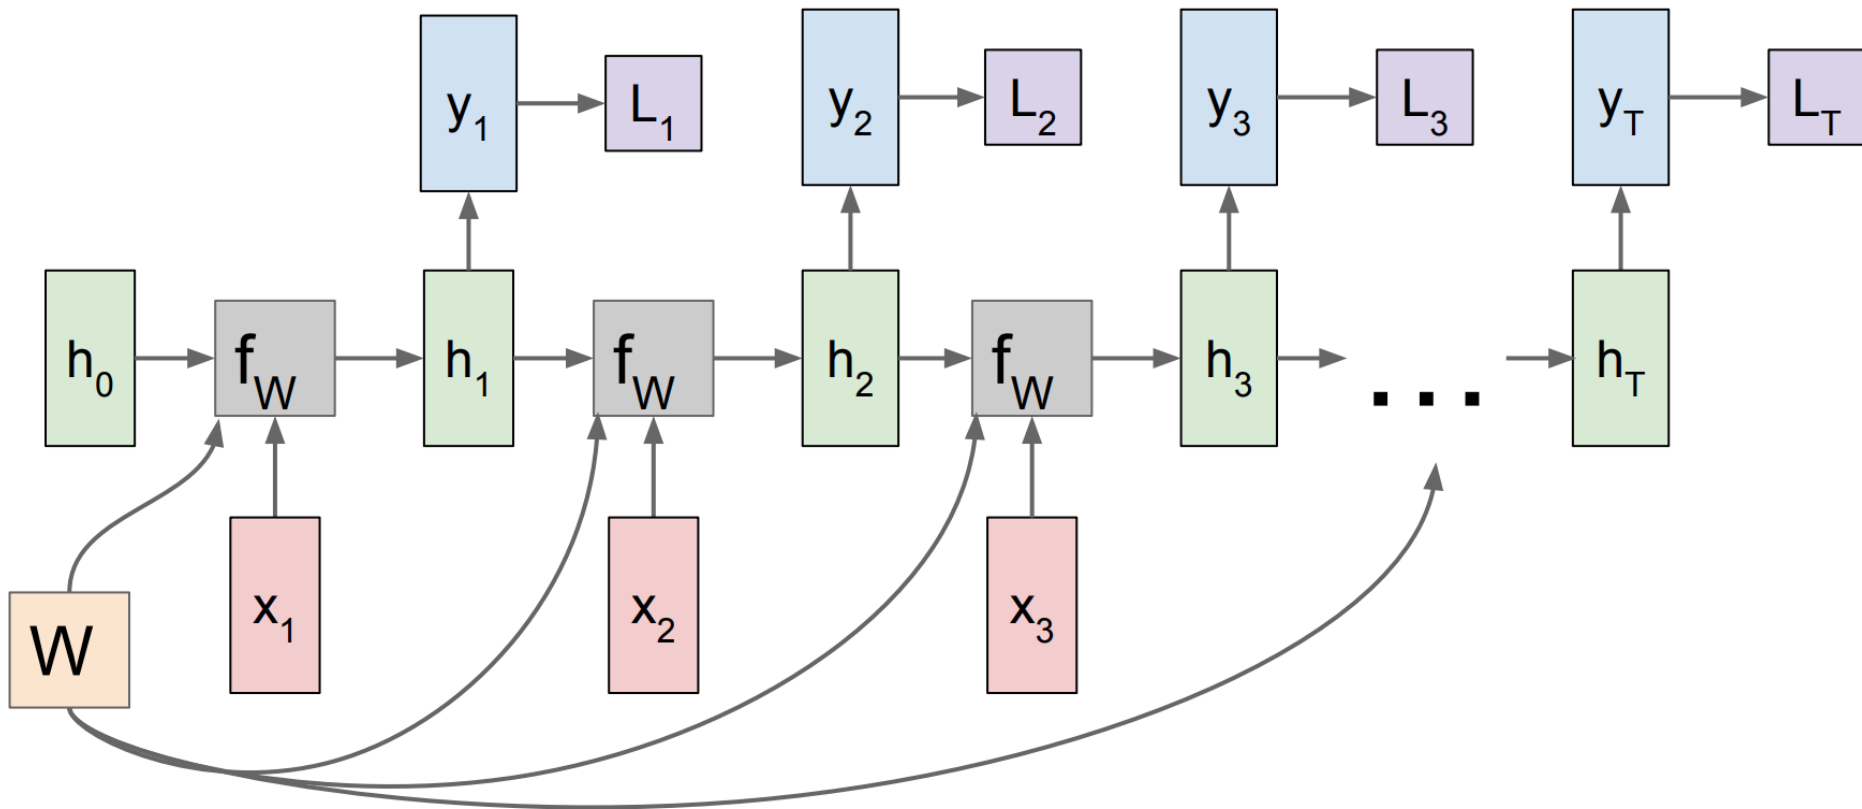 y1 L1 y2 L2 y3 L3 yT LT
h0 fW h1 fW h2 fW h3 ... hT
x1 x2 x3
W